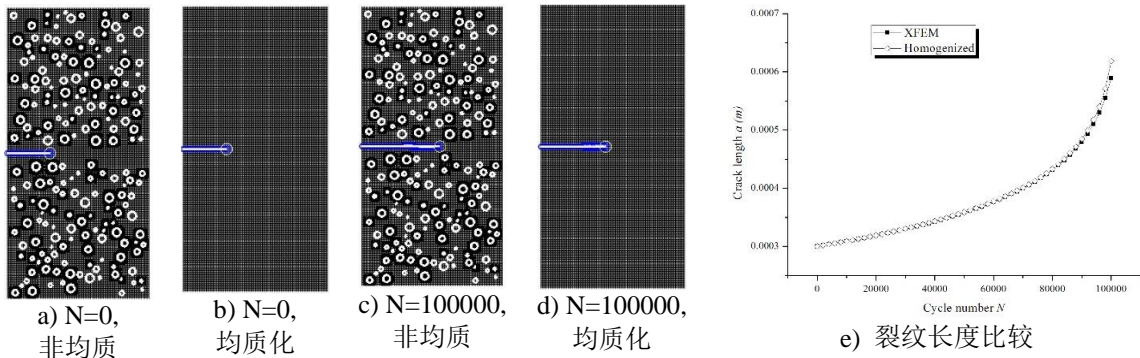 a) N=0,
非均质
b) N=0,
均质化
c) N=100000,
非均质
d) N=100000,
均质化
0.0007
0.0006
0.0005
0.0004
0.0003
Crack length a (m)
XFEM
Homogenized
0 20000 40000 60000 80000 100000
Cycle number N
e) 裂纹长度比较